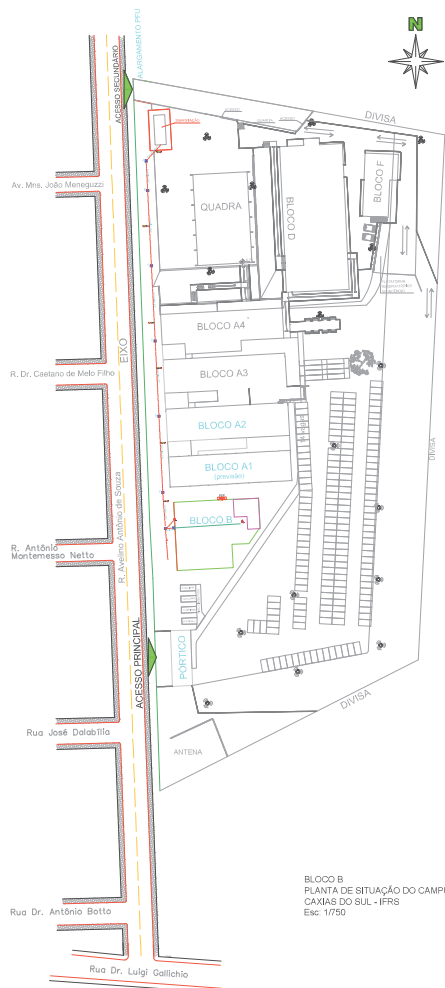 N
ACESSO SECUNDÁRIO
ALARGAMENTO PFU
DIVISA
Av. Mns. João Meneguzzi
QUADRA
BLOCO D
BLOCO F
EIXO
BLOCO A4
R. Dr. Caetano de Melo Filho
BLOCO A3
BLOCO A2
BLOCO A1
(previsão)
DIVISA
R. Avelino Antônio de Souza
BLOCO B
R. Antônio
Montemesso Netto
ACESSO PRINCIPAL
PÓRTICO
DIVISA
Rua José Dalabilia
ANTENA
BLOCO B
PLANTA DE SITUAÇÃO DO CAMPU
CAXIAS DO SUL - IFRS
Esc: 1/750
Rua Dr. Antônio Botto
Rua Dr. Luigi Gallichio